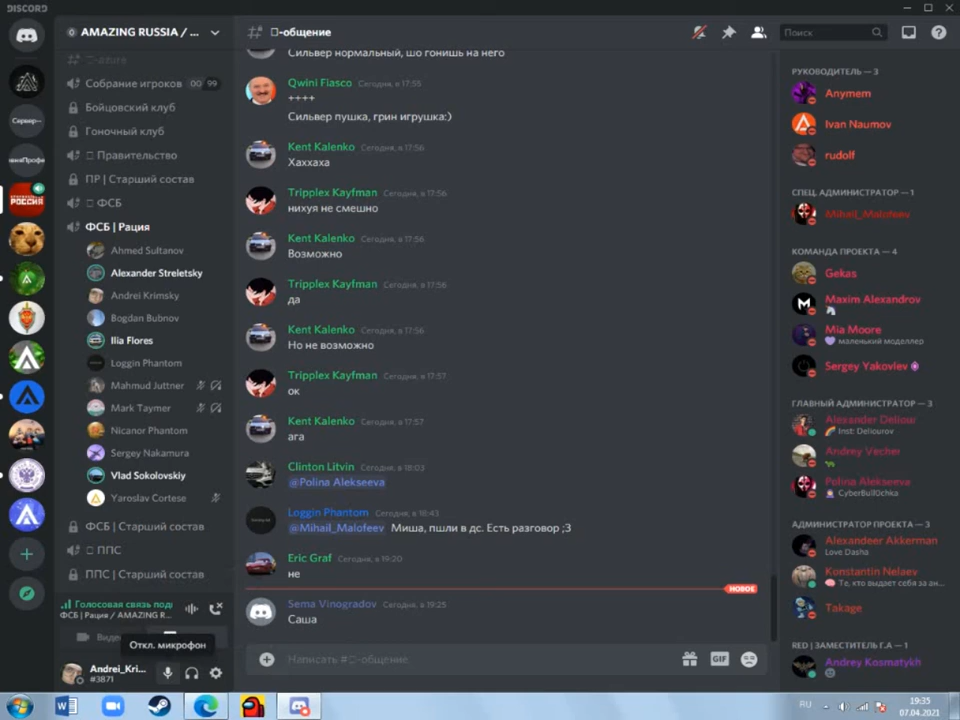 DISCORD
AMAZING RUSSIA / ...
azure
Собрание игроков 00 99
Бойцовский клуб
Гоночный клуб
Правительство
ПР | Старший состав
ФСБ
ФСБ | Рация
Ahmed Sultanov
Alexander Streletsky
Andrei Krimsky
Bogdan Bubnov
Ilia Flores
Loggin Phantom
Mahmud Juttner
Mark Taymer
Nicanor Phantom
Sergey Nakamura
Vlad Sokolovskiy
Yaroslav Cortese
ФСБ | Старший состав
ППС
ППС | Старший состав
Голосовая связь под
ФСБ | Рация / AMAZING R...
Видео
Откл. микрофон
Andrei_Kri...
#3871
Сервер
РОССИЯ
-общение
Поиск
Сильвер нормальный, шо гонишь на него
Qwini Fiasco Сегодня, в 17:55
++++
Сильвер пушка, грин игрушка:)
Kent Kalenko Сегодня, в 17:56
Хаххаха
Tripplex Kayfman Сегодня, в 17:56
нихуя не смешно
Kent Kalenko Сегодня, в 17:56
Возможно
Tripplex Kayfman Сегодня, в 17:56
да
Kent Kalenko Сегодня, в 17:56
Но не возможно
Tripplex Kayfman Сегодня, в 17:57
ок
Kent Kalenko Сегодня, в 17:57
ага
Clinton Litvin Сегодня, в 18:03
@Polina Alekseeva
Loggin Phantom Сегодня, в 18:43
@Mihail_Malofeev Миша, пшли в дс. Есть разговор ;3
Eric Graf Сегодня, в 19:20
не
НОВОЕ
Sema Vinogradov Сегодня, в 19:25
Саша
Написать #-общение
GIF
РУКОВОДИТЕЛЬ — 3
Anymem
Ivan Naumov
rudolf
СПЕЦ. АДМИНИСТРАТОР — 1
Mihail_Malofeev
КОМАНДА ПРОЕКТА — 4
Gekas
Maxim Alexandrov
Mia Moore
маленький моделлер
Sergey Yakovlev
ГЛАВНЫЙ АДМИНИСТРАТОР — 3
Alexander Deliour
Inst: Deliourov
Andrey Vecher
Polina Alekseeva
CyberBul10chka
АДМИНИСТРАТОР ПРОЕКТА — 3
Alexandeer Akkerman
Love Dasha
Konstantin Nelaev
Те, кто выдает себя за ан...
Takage
RED | ЗАМЕСТИТЕЛЬ Г.А — 1
Andrey Kosmatykh
RU
19:35
07.04.2021